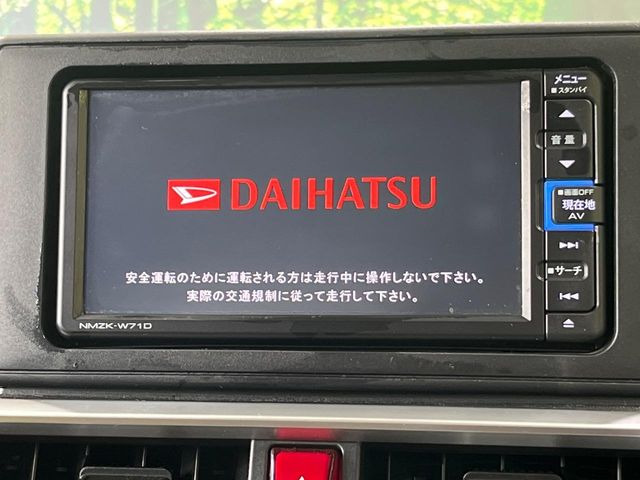 DAIHATSU
安全運転のために運転される方は走行中に操作しないで下さい。
実際の交通規制に従って走行して下さい。
NMZK-W71D
メニュー
スタンバイ
音量
画面OFF
現在地
AV
サーチ